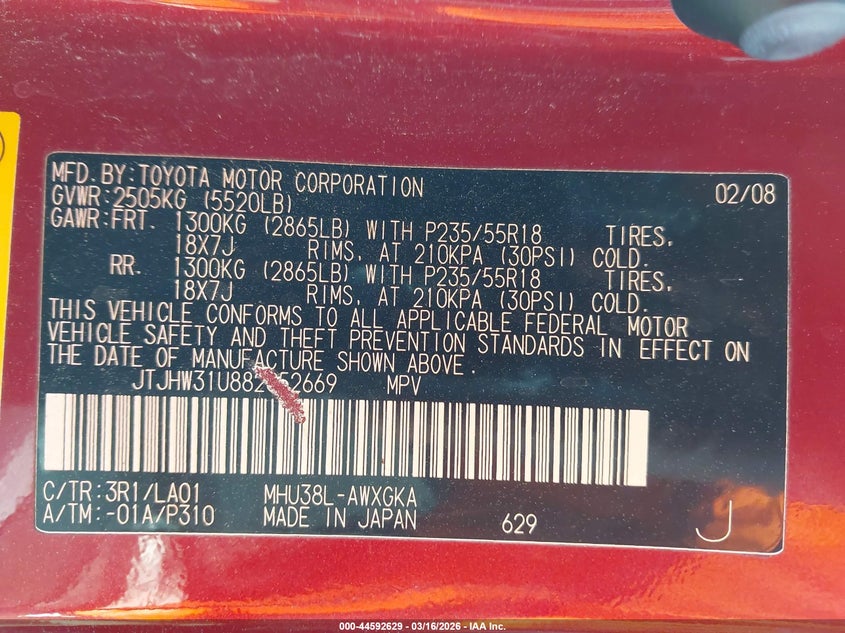 MFD. BY: TOYOTA MOTOR CORPORATION 02/08
GVWR: 2505KG (5520LB)
GAWR: FRT. 1300KG (2865LB) WITH P235/55R18 TIRES,
18X7J RIMS, AT 210KPA (30PSI) COLD.
RR. 1300KG (2865LB) WITH P235/55R18 TIRES,
18X7J RIMS, AT 210KPA (30PSI) COLD.
THIS VEHICLE CONFORMS TO ALL APPLICABLE FEDERAL MOTOR
VEHICLE SAFETY AND THEFT PREVENTION STANDARDS IN EFFECT ON
THE DATE OF MANUFACTURE SHOWN ABOVE.
MPV
C/TR: 3R1/LA01 MHU38L-AWXGKA
A/TM: -01A/P310 MADE IN JAPAN 629 J
000-44592629 - 03/16/2026 - IAA Inc.